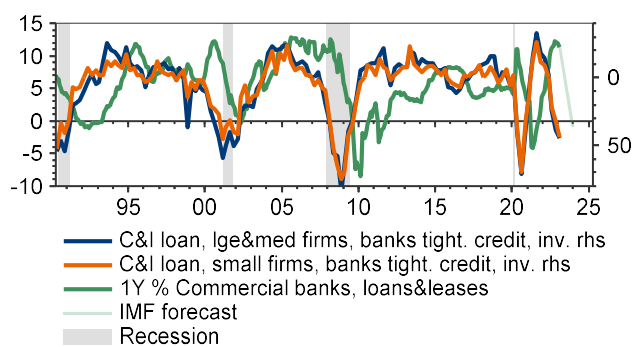 15
10
5
0
-5
-10
0
50
95 00 05 10 15 20 25
C&I loan, lge&med firms, banks tight. credit, inv. rhs
C&I loan, small firms, banks tight. credit, inv. rhs
1Y % Commercial banks, loans&leases
IMF forecast
Recession